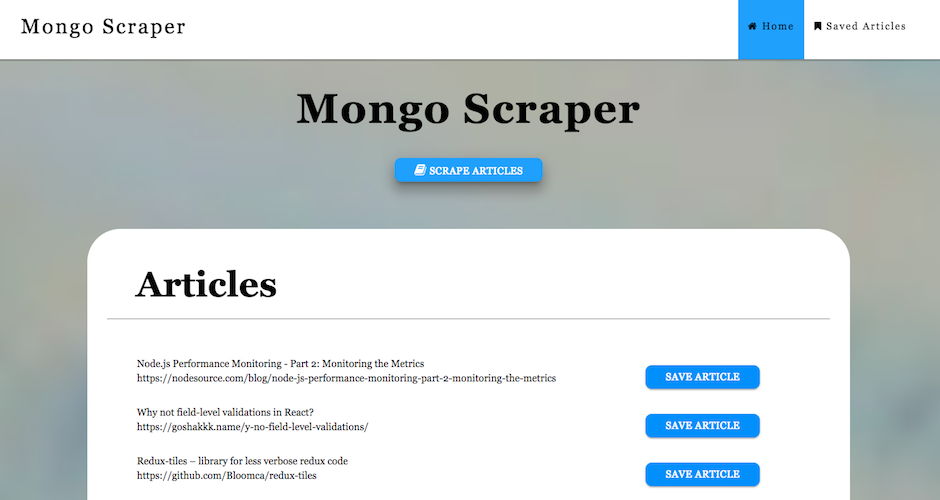 Mongo Scraper
Home
Saved Articles
Mongo Scraper
SCRAPE ARTICLES
Articles
Node.js Performance Monitoring - Part 2: Monitoring the Metrics
https://nodesource.com/blog/node-js-performance-monitoring-part-2-monitoring-the-metrics
SAVE ARTICLE
Why not field-level validations in React?
https://goshakkk.name/y-no-field-level-validations/
SAVE ARTICLE
Redux-tiles – library for less verbose redux code
https://github.com/Bloomca/redux-tiles
SAVE ARTICLE